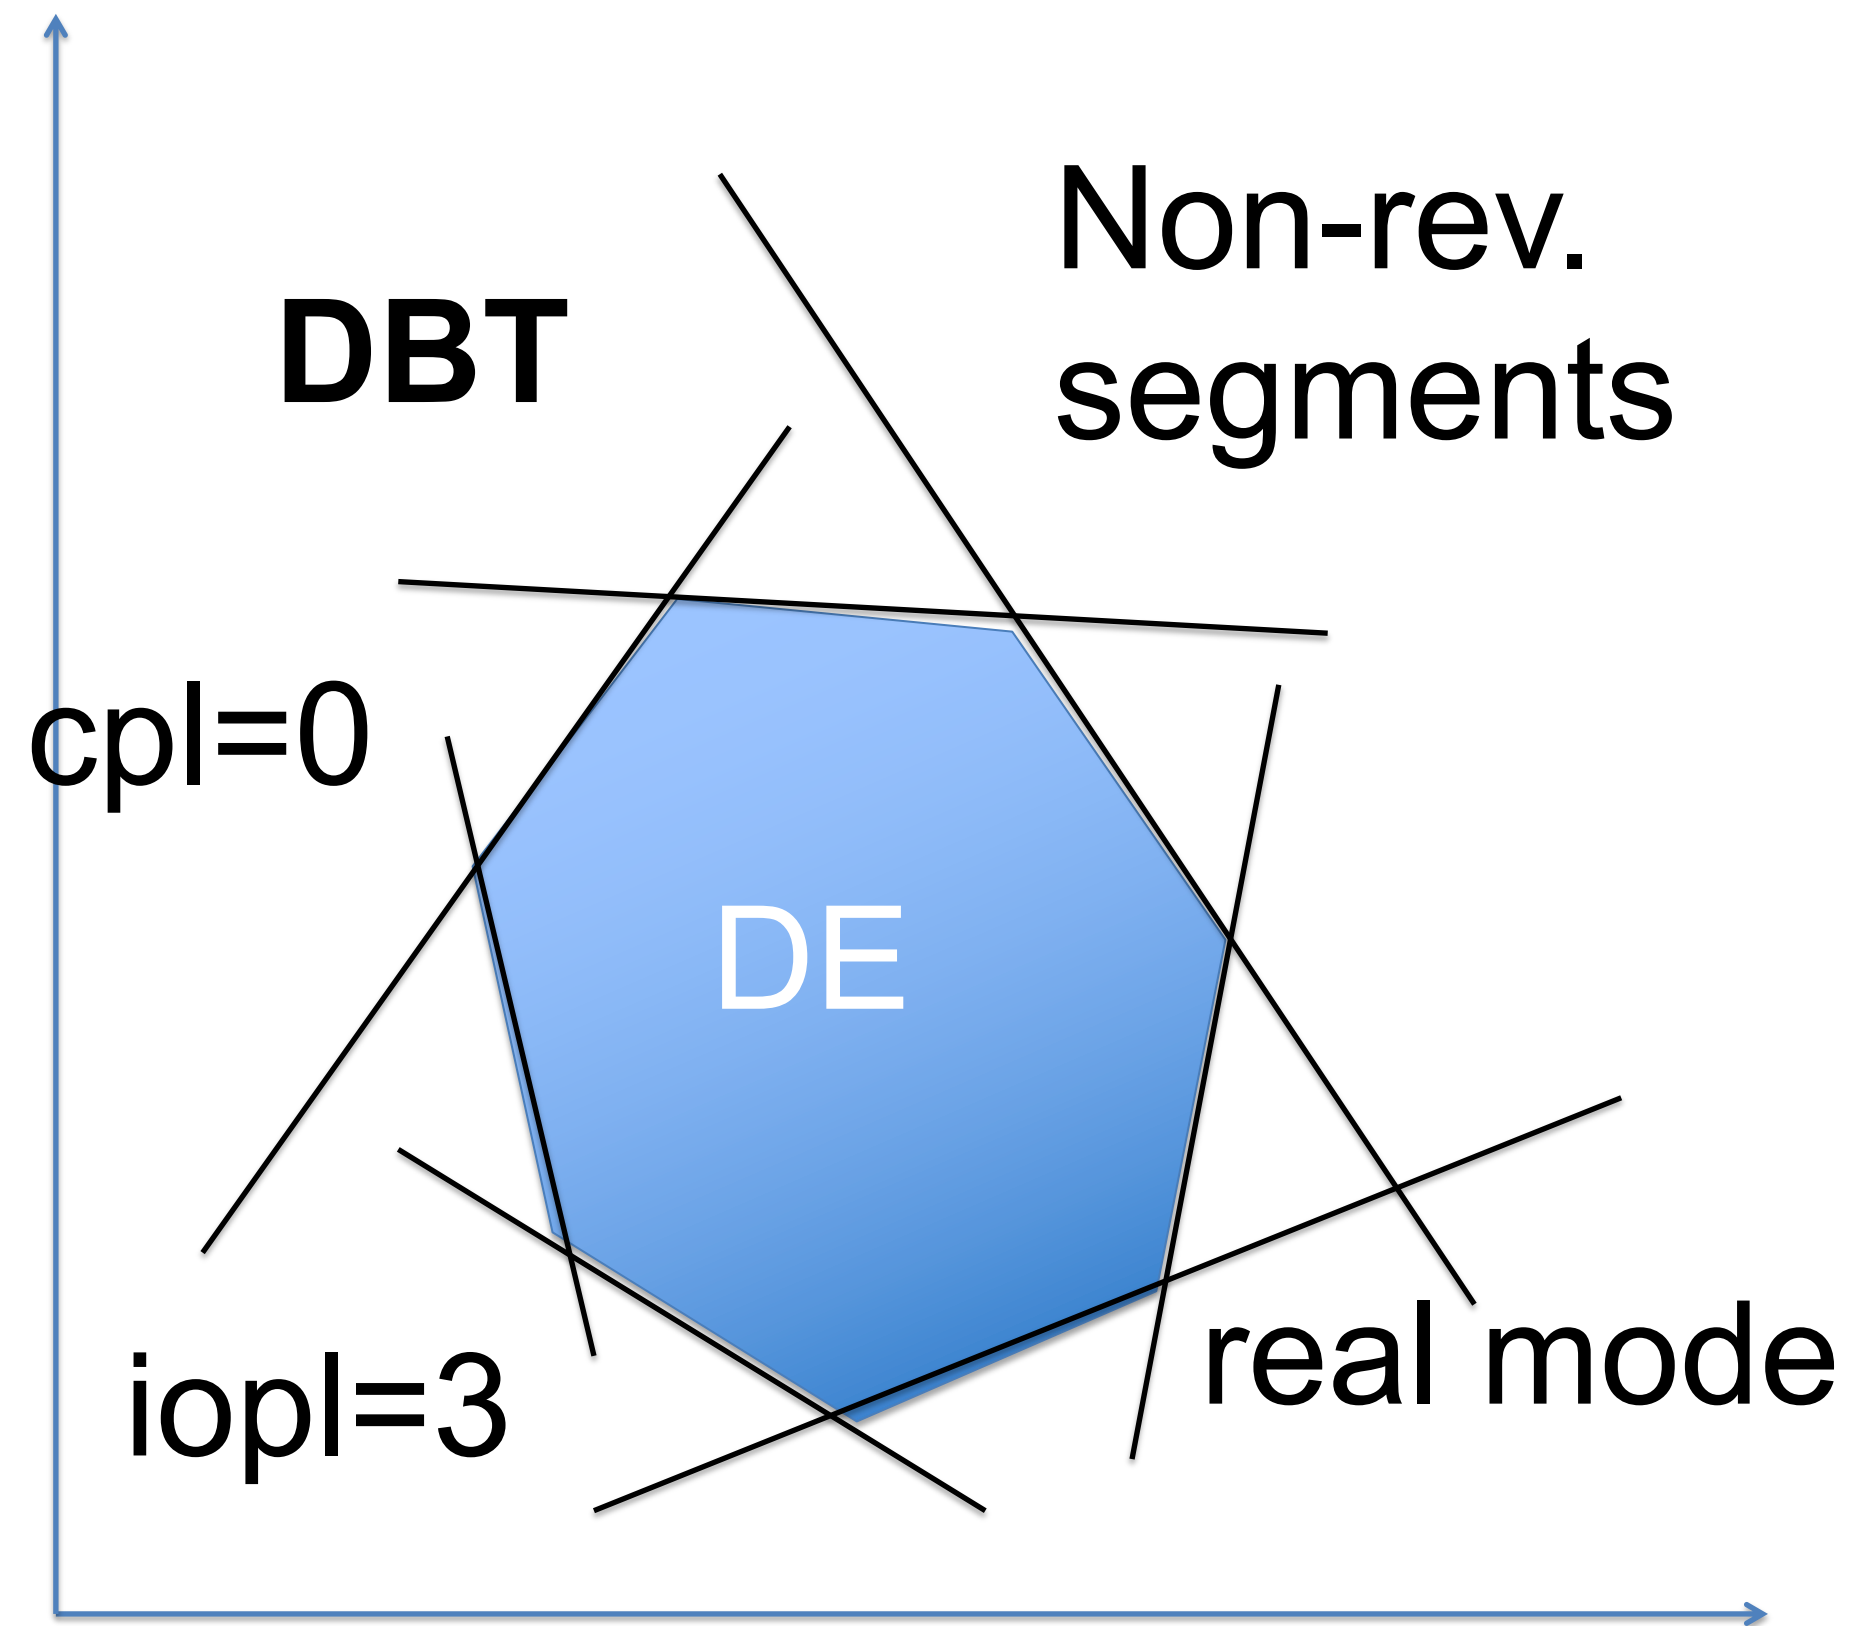 Non-rev.
segments
DBT
cpl=0
DE
real mode
iopl=3